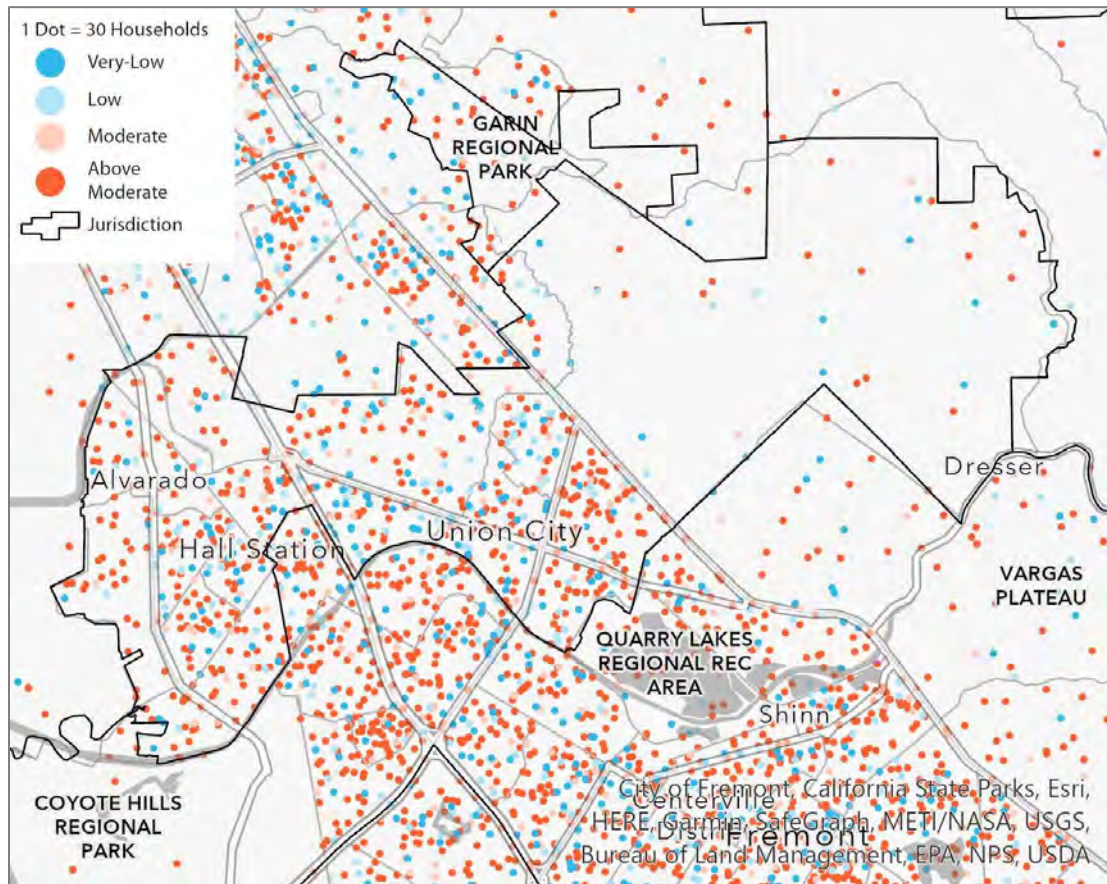 1 Dot = 30 Households
Very-Low
Low
Moderate
Above
Moderate
Jurisdiction
GARIN
REGIONAL
PARK
Alvarado
Hall Station
Union City
Dresser
VARGAS
PLATEAU
QUARRY LAKES
REGIONAL REC
AREA
Shinn
COYOTE HILLS
REGIONAL
PARK
Centerville
District
Fremont
City of Fremont, California State Parks, Esri,
HERE, Garmin, SafeGraph, METI/NASA, USGS,
Bureau of Land Management, EPA, NPS, USDA